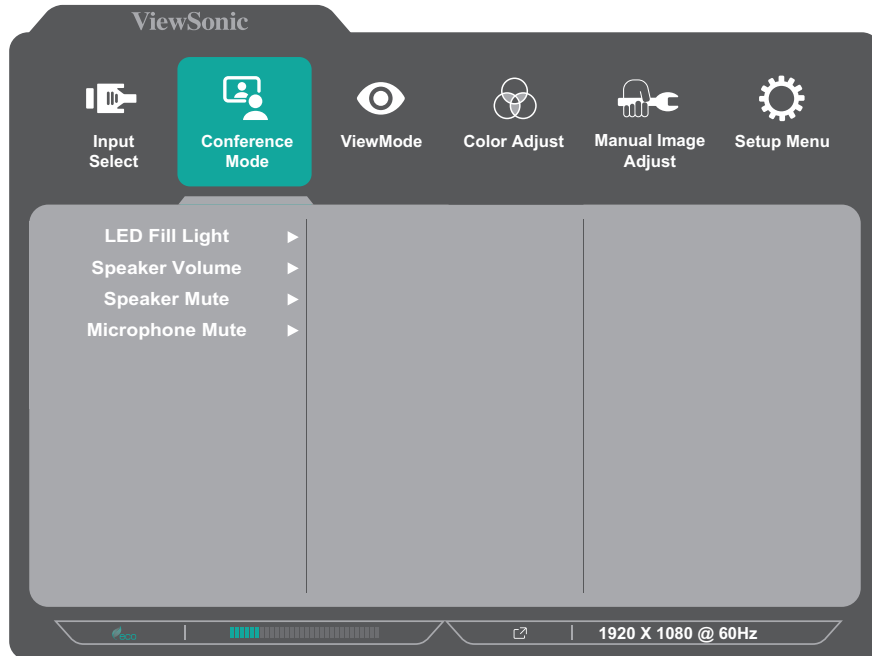 ViewSonic
Input
Select
Conference
Mode
ViewMode
Color Adjust
Manual Image
Adjust
Setup Menu
LED Fill Light
Speaker Volume
Speaker Mute
Microphone Mute
eco
1920 X 1080 @ 60Hz